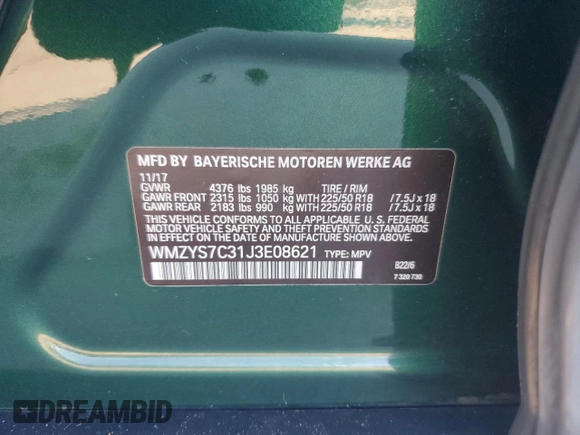 MFD BY BAYERISCHE MOTOREN WERKE AG
11/17
GVWR 4376 lbs 1985 kg TIRE / RIM
GAWR FRONT 2315 lbs 1050 kg WITH 225/50 R18 / 7.5J x 18
GAWR REAR 2183 lbs 990 kg WITH 225/50 R18 / 7.5J x 18
THIS VEHICLE CONFORMS TO ALL APPLICABLE U. S. FEDERAL
MOTOR VEHICLE SAFETY AND THEFT PREVENTION STANDARDS
IN EFFECT ON THE DATE OF MANUFACTURE SHOWN ABOVE.
WMZYS7C31J3E08621 TYPE: MPV
B22/6
7 320 730
DREAMBID